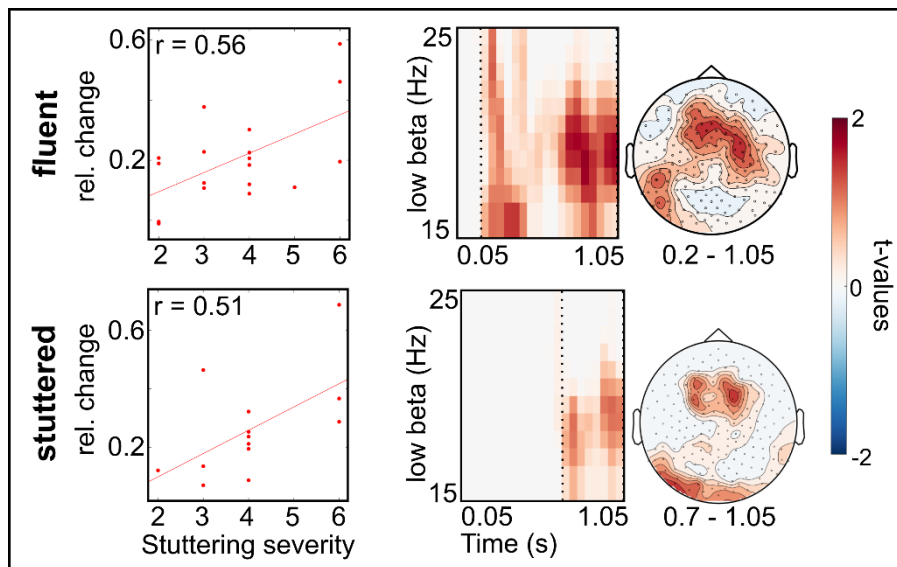 fluent
rel. change
0.6
0.2
r = 0.56
2 3 4 5 6
low beta (Hz)
25
15
0.05 1.05
0.2 - 1.05
stuttered
rel. change
0.6
0.2
r = 0.51
2 3 4 5 6
Stuttering severity
low beta (Hz)
25
15
0.05 1.05
Time (s)
0.7 - 1.05
2
0
-2
t-values